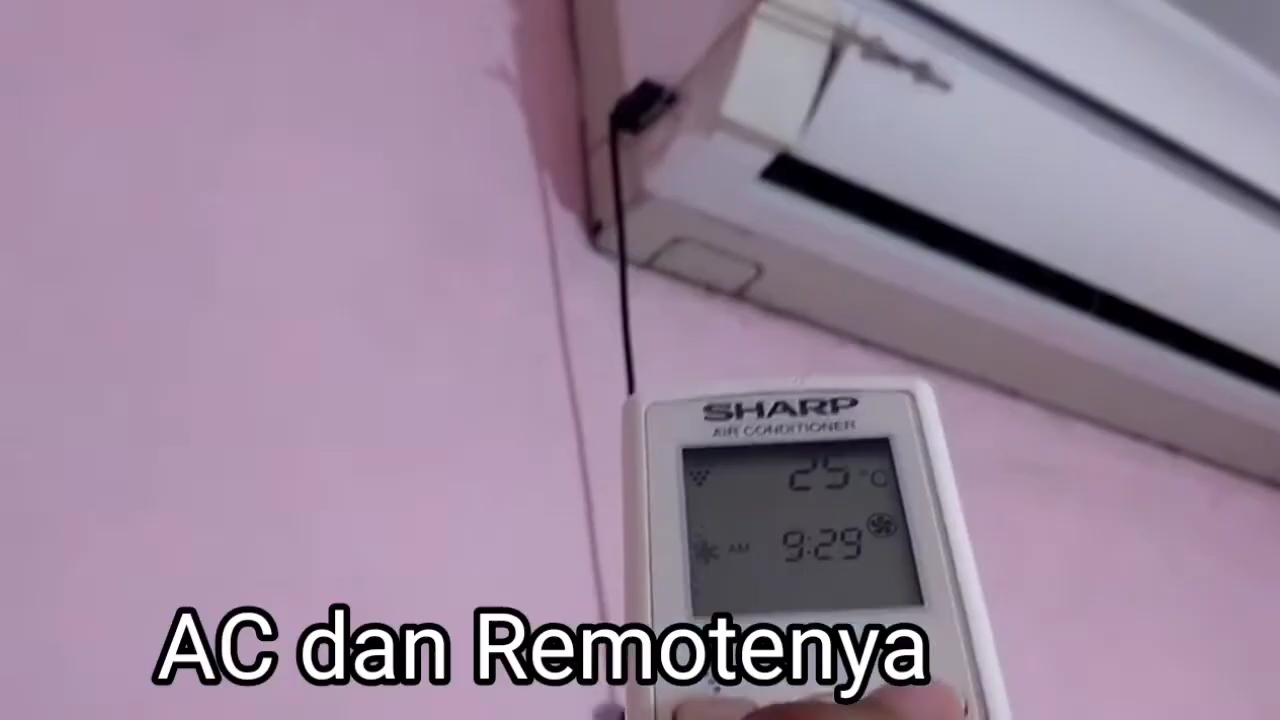 SHARP
AIR CONDITIONER
25 °C
AM 9:29
AC dan Remotenya